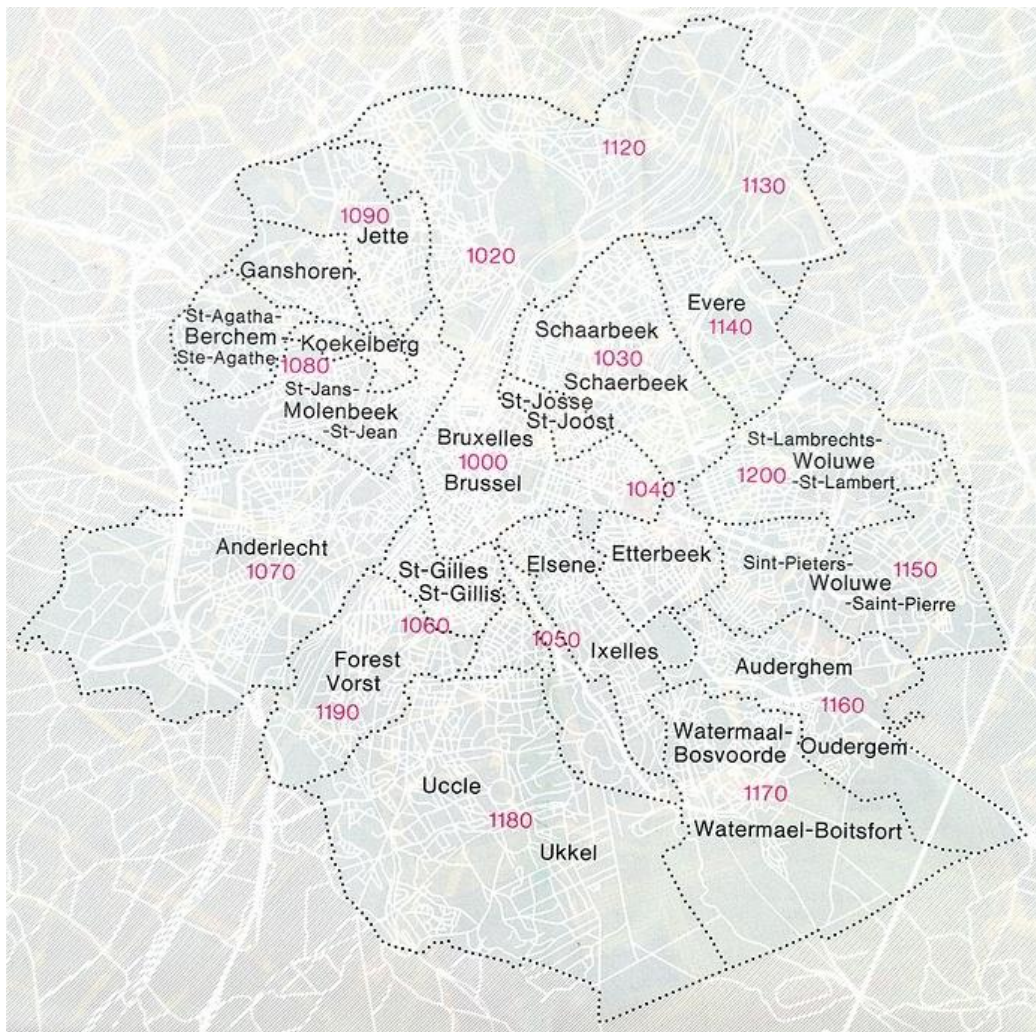 1120
1130
1090
Jette
1020
Ganshoren
Evere
1140
St-Agatha-
Berchem
Ste-Agathe
Koekelberg
1080
Schaarbeek
1030
Schaerbeek
St-Jans-
Molenbeek
-St-Jean
St-Josse
St-Joost
Bruxelles
1000
Brussel
St-Lambrechts-
Woluwe
1200
-St-Lambert
1040
Anderlecht
1070
St-Gilles
St-Gillis
1060
Elsene
Etterbeek
Sint-Pieters-
Woluwe
1150
-Saint-Pierre
1050
Ixelles
Forest
Vorst
1190
Auderghem
1160
Oudergem
Watermaal-
Bosvoorde
1170
Watermael-Boitsfort
Uccle
1180
Ukkel